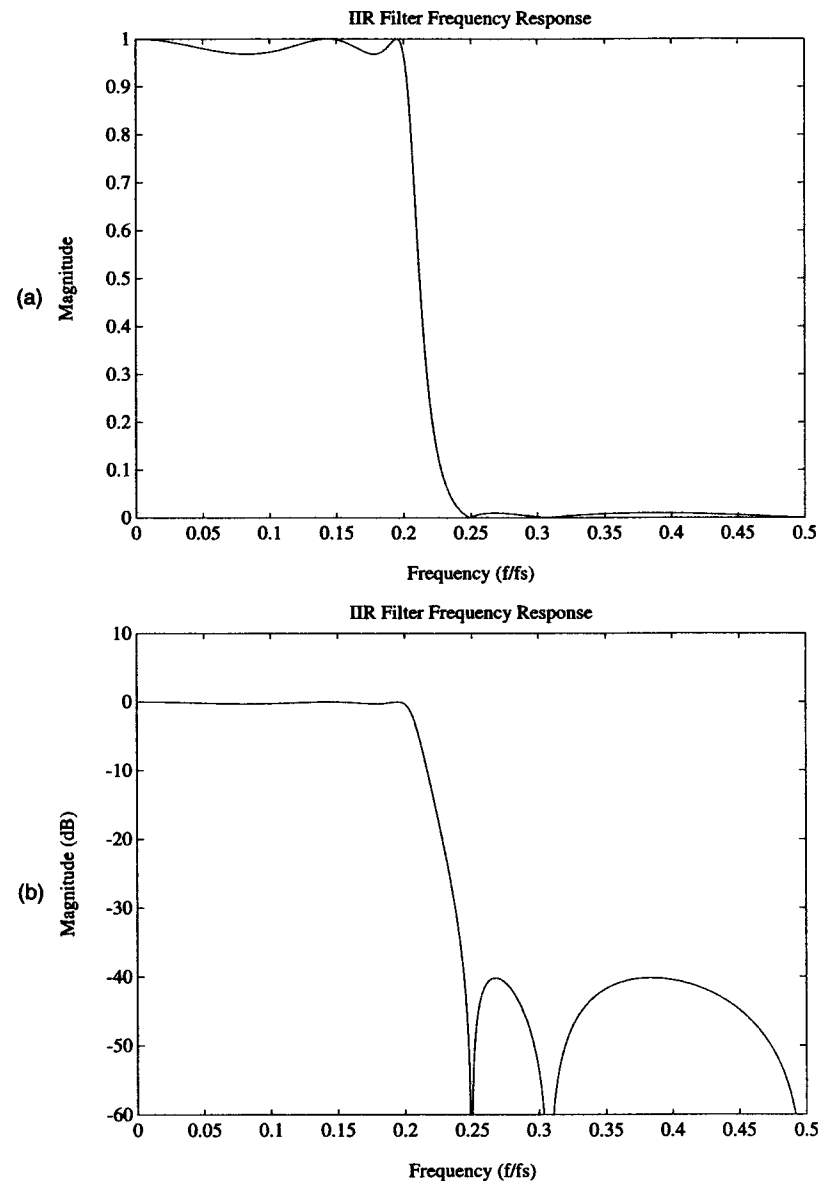 IIR Filter Frequency Response
1
0.9
0.8
0.7
0.6
0.5
0.4
0.3
0.2
0.1
0
(a)
Magnitude
0 0.05 0.1 0.15 0.2 0.25 0.3 0.35 0.4 0.45 0.5
Frequency (f/fs)
IIR Filter Frequency Response
10
0
-10
-20
-30
-40
-50
-60
(b)
Magnitude (dB)
0 0.05 0.1 0.15 0.2 0.25 0.3 0.35 0.4 0.45 0.5
Frequency (f/fs)